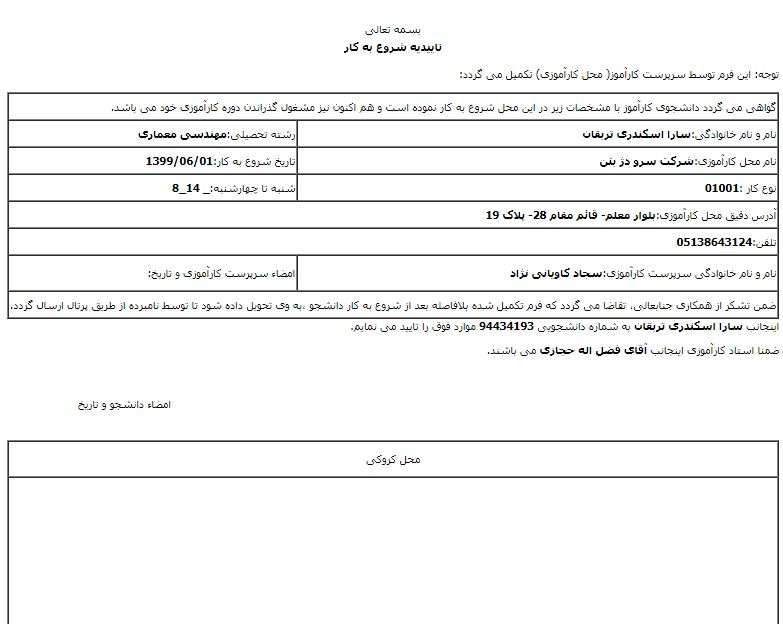 بسمه تعالی
تاییدیه شروع به کار
توجه: این فرم توسط سرپرست کارآموز( محل کارآموزی) تکمیل می گردد:
گواهی می گردد دانشجوی کارآموز با مشخصات زیر در این محل شروع به کار نموده است و هم اکنون نیز مشغول گذراندن دوره کارآموزی خود می باشد.
نام و نام خانوادگی:سارا اسکندری تربقان رشته تحصیلی:مهندسی معماری
نام محل کارآموزی:شرکت سرو دژ بتن تاریخ شروع به کار:1399/06/01
نوع کار :01001 شنبه تا چهارشنبه:_ 14_8
آدرس دقیق محل کارآموزی:بلوار معلم- قائم مقام 28- پلاک 19
تلفن:05138643124
نام و نام خانوادگی سرپرست کارآموزی:سجاد کاویانی نژاد امضاء سرپرست کارآموزی و تاریخ:
ضمن تشکر از همکاری جنابعالی، تقاضا می گردد که فرم تکمیل شده بلافاصله بعد از شروع به کار دانشجو ،به وی تحویل داده شود تا توسط نامبرده از طریق پرتال ارسال گردد.
اینجانب سارا اسکندری تربقان به شماره دانشجویی 94434193 موارد فوق را تایید می نمایم.
ضمنا استاد کارآموزی اینجانب آقای فضل اله حجازی می باشند.
امضاء دانشجو و تاریخ
محل کروکی